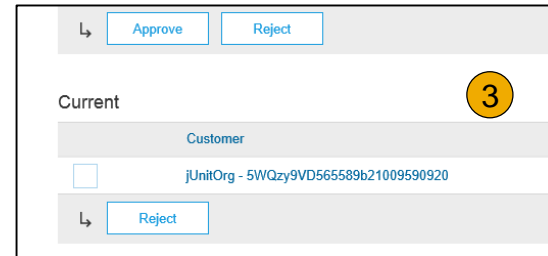 Approve Reject
Current
3
Customer
jUnitOrg - 5WQzy9VD565589b21009590920
Reject